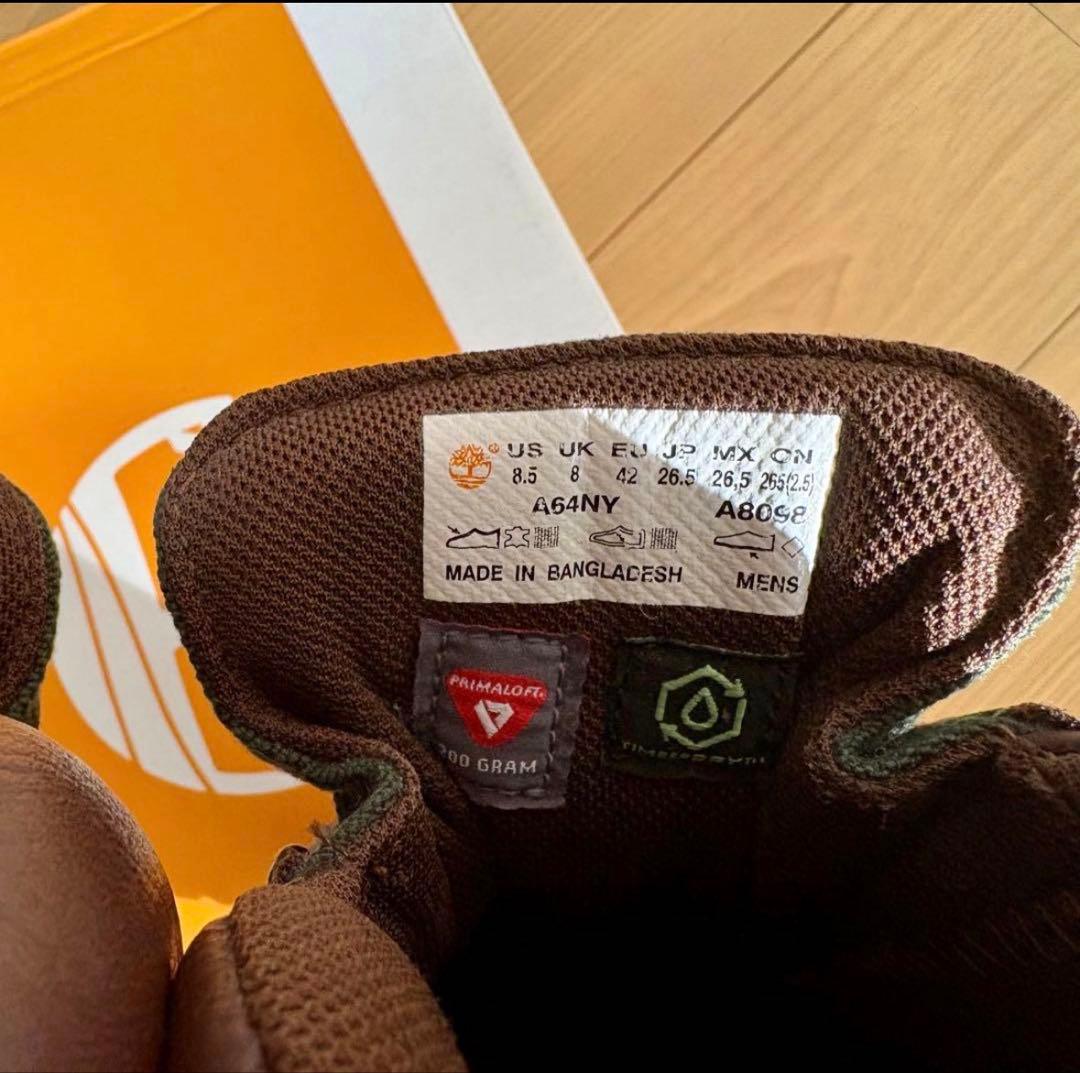 US UK EU JP MX CN
8.5 8 42 26.5 26,5 265(2.5)
A64NY A8098
MADE IN BANGLADESH MENS
PRIMALOFT®
GRAM